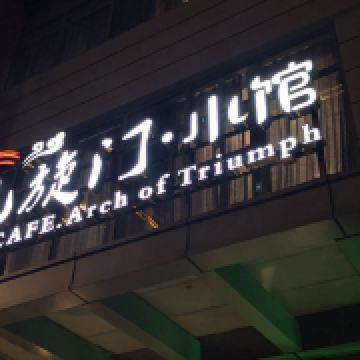 旋门·小馆
CAFE.Arch of Triumph